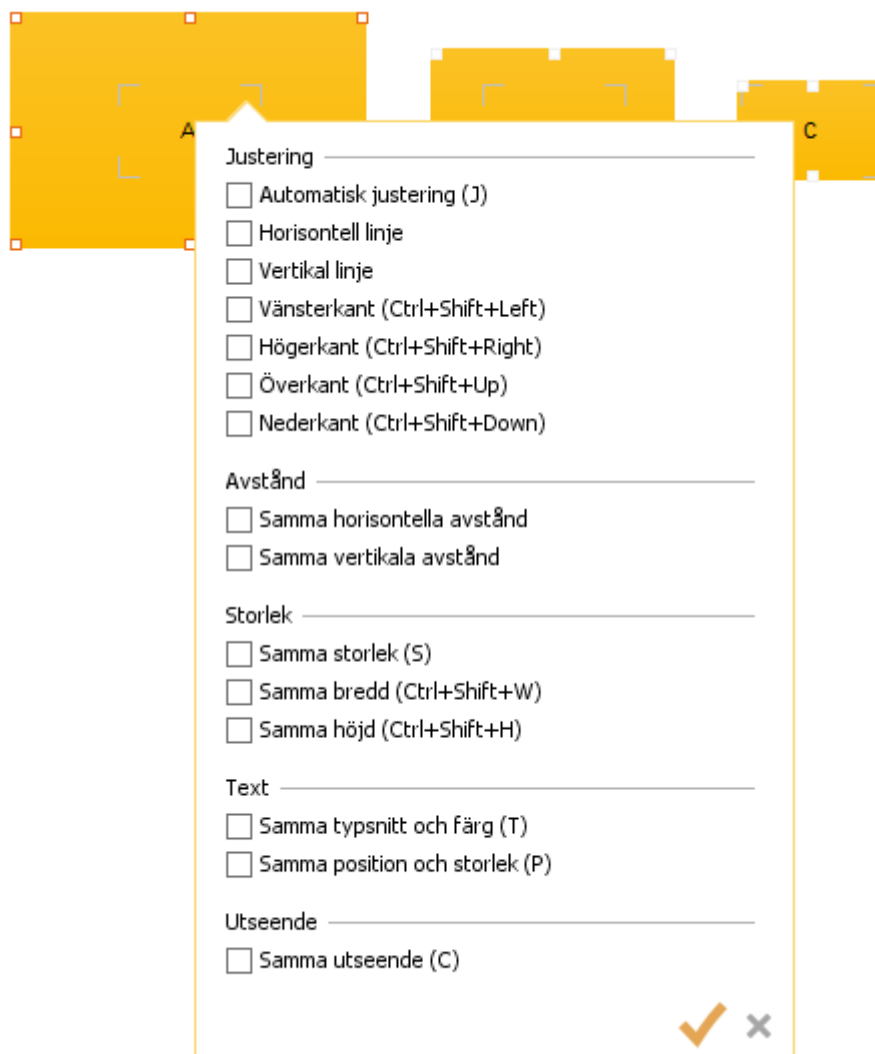 A
C
Justering
Automatisk justering (J)
Horisontell linje
Vertikal linje
Vänsterkant (Ctrl+Shift+Left)
Högerkant (Ctrl+Shift+Right)
Överkant (Ctrl+Shift+Up)
Nederkant (Ctrl+Shift+Down)
Avstånd
Samma horisontella avstånd
Samma vertikala avstånd
Storlek
Samma storlek (S)
Samma bredd (Ctrl+Shift+W)
Samma höjd (Ctrl+Shift+H)
Text
Samma typsnitt och färg (T)
Samma position och storlek (P)
Utseende
Samma utseende (C)